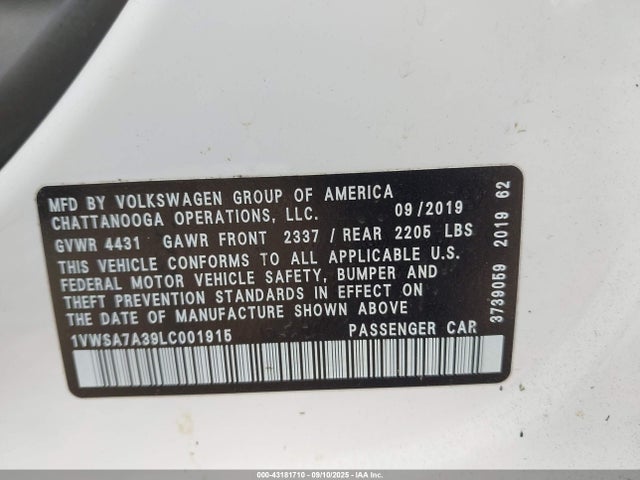 MFD BY VOLKSWAGEN GROUP OF AMERICA
CHATTANOOGA OPERATIONS, LLC. 09/2019
GVWR 4431 GAWR FRONT 2337 / REAR 2205 LBS
THIS VEHICLE CONFORMS TO ALL APPLICABLE U.S.
FEDERAL MOTOR VEHICLE SAFETY, BUMPER AND
THEFT PREVENTION STANDARDS IN EFFECT ON
THE DATE OF MANUFACTURE SHOWN ABOVE
1VWSA7A39LC001915 PASSENGER CAR
3739059 2019 62
000-43181710 - 09/10/2025 - IAA